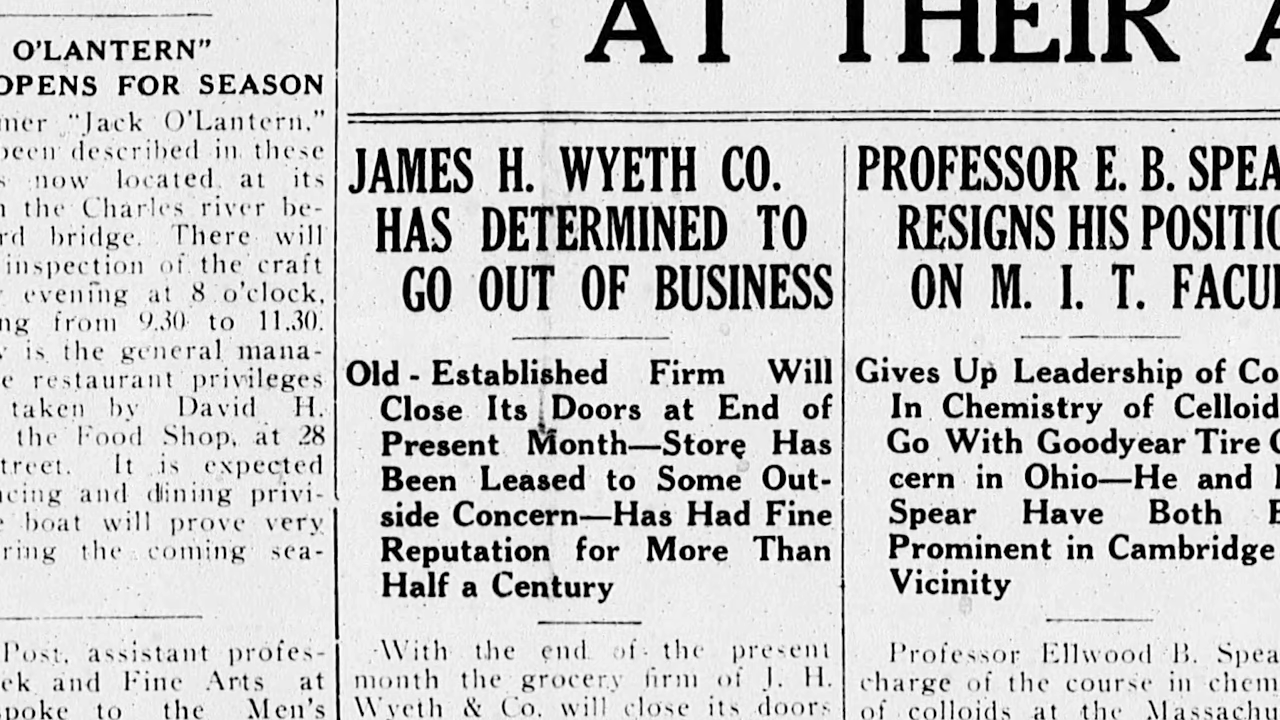 AT THEIR A
O'LANTERN"
OPENS FOR SEASON
mer "Jack O'Lantern,"
been described in these
s now located at its
n the Charles river be-
rd bridge. There will
inspection of the craft
evening at 8 o'clock,
ng from 9.30 to 11.30.
y is the general mana-
e restaurant privileges
taken by David H.
the Food Shop, at 28
treet. It is expected
ncing and dining privi-
e boat will prove very
ring the coming sea-
Post, assistant profes-
ek and Fine Arts at
spoke to the Men's
JAMES H. WYETH CO.
HAS DETERMINED TO
GO OUT OF BUSINESS
Old - Established Firm Will
Close Its Doors at End of
Present Month—Store Has
Been Leased to Some Out-
side Concern—Has Had Fine
Reputation for More Than
Half a Century
With the end of the present
month the grocery firm of J. H.
Wyeth & Co. will close its doors
PROFESSOR E. B. SPEA
RESIGNS HIS POSITIO
ON M. I. T. FACUL
Gives Up Leadership of Co
In Chemistry of Celloid
Go With Goodyear Tire C
cern in Ohio—He and
Spear Have Both
Prominent in Cambridge
Vicinity
Professor Ellwood B. Spea
charge of the course in chem
of colloids at the Massachu